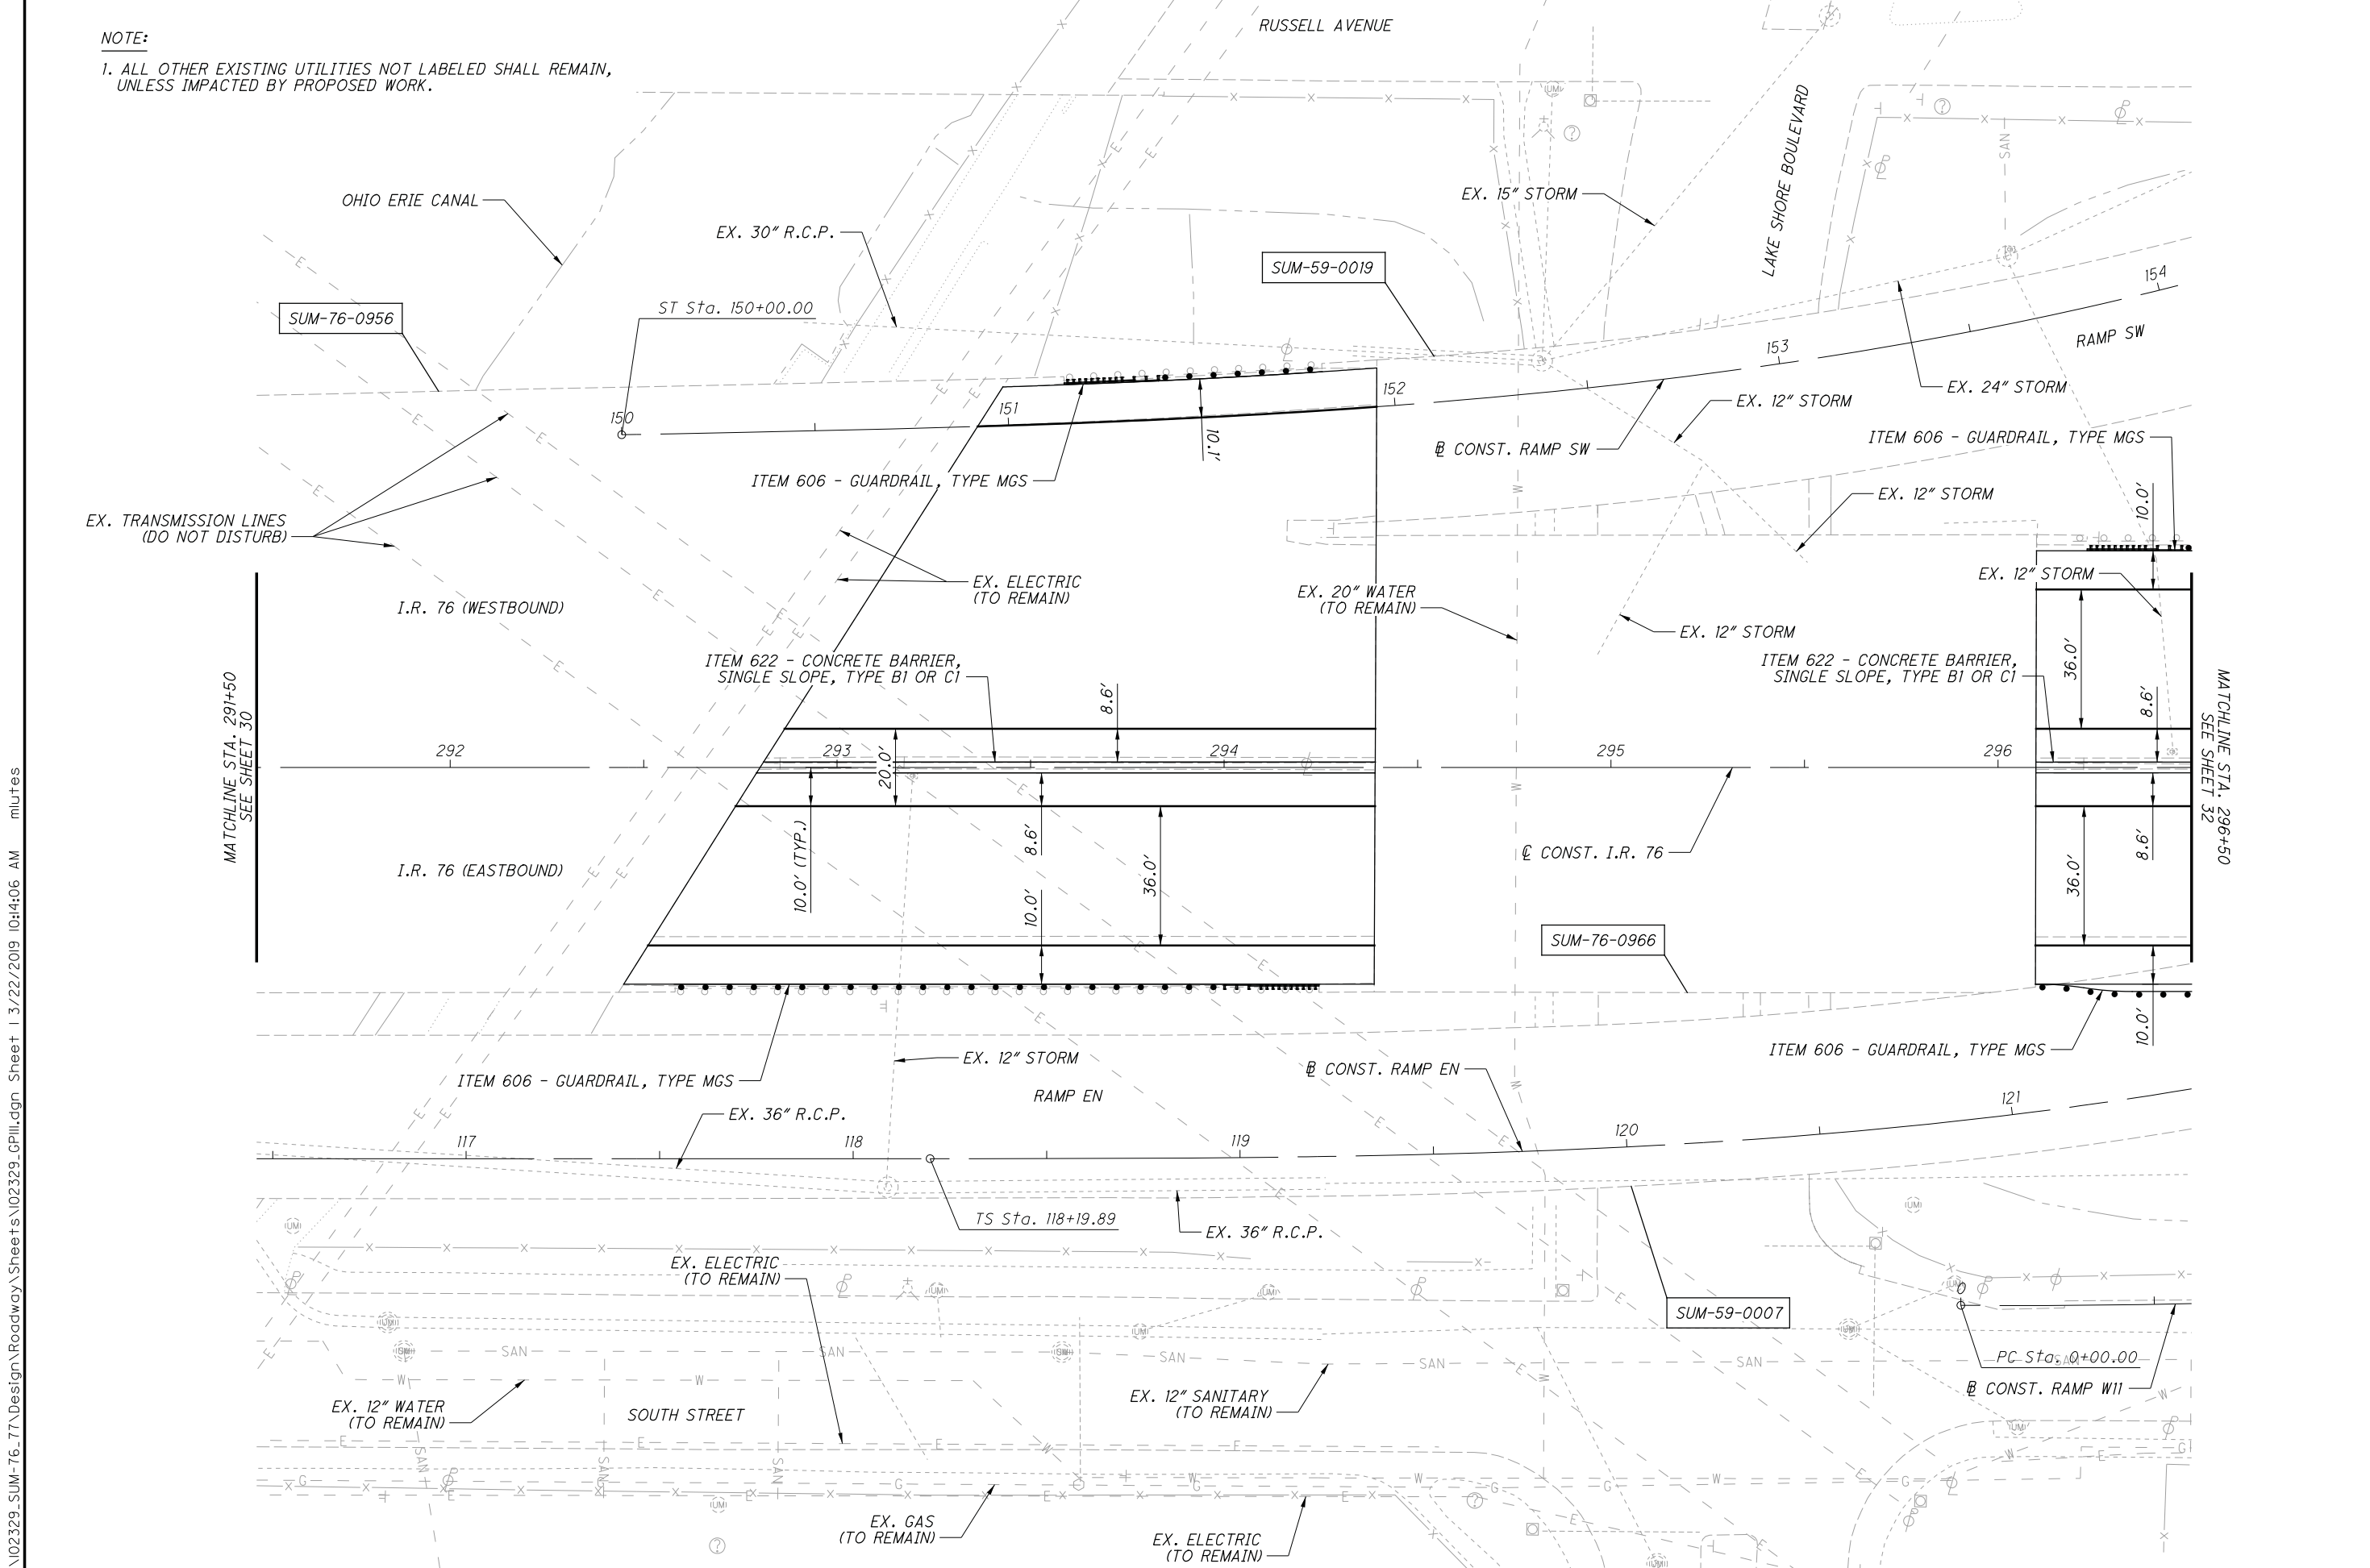 NOTE:
1. ALL OTHER EXISTING UTILITIES NOT LABELED SHALL REMAIN,
UNLESS IMPACTED BY PROPOSED WORK.
RUSSELL AVENUE
LAKE SHORE BOULEVARD
OHIO ERIE CANAL
EX. 30" R.C.P.
EX. 15" STORM
SUM-59-0019
SUM-76-0956
ST Sta. 150+00.00
150
151
152
153
154
RAMP SW
EX. 24" STORM
EX. 12" STORM
℄ CONST. RAMP SW
ITEM 606 - GUARDRAIL, TYPE MGS
10.1'
ITEM 606 - GUARDRAIL, TYPE MGS
EX. 12" STORM
10.0'
EX. TRANSMISSION LINES
(DO NOT DISTURB)
EX. ELECTRIC
(TO REMAIN)
EX. 20" WATER
(TO REMAIN)
EX. 12" STORM
EX. 12" STORM
I.R. 76 (WESTBOUND)
ITEM 622 - CONCRETE BARRIER,
SINGLE SLOPE, TYPE B1 OR C1
8.6'
ITEM 622 - CONCRETE BARRIER,
SINGLE SLOPE, TYPE B1 OR C1
36.0'
8.6'
MATCHLINE STA. 291+50
SEE SHEET 30
MATCHLINE STA. 296+50
SEE SHEET 32
292
293
294
295
296
20.0'
10.0' (TYP.)
8.6'
10.0'
36.0'
℄ CONST. I.R. 76
8.6'
36.0'
10.0'
I.R. 76 (EASTBOUND)
SUM-76-0966
ITEM 606 - GUARDRAIL, TYPE MGS
EX. 12" STORM
RAMP EN
℄ CONST. RAMP EN
ITEM 606 - GUARDRAIL, TYPE MGS
EX. 36" R.C.P.
117
118
119
120
121
TS Sta. 118+19.89
EX. 36" R.C.P.
EX. ELECTRIC
(TO REMAIN)
SUM-59-0007
0
PC Sta. 0+00.00
℄ CONST. RAMP W11
EX. 12" WATER
(TO REMAIN)
SOUTH STREET
EX. 12" SANITARY
(TO REMAIN)
SAN
SAN
SAN
SAN
SAN
SAN
SAN
SAN
SAN
SAN
EX. GAS
(TO REMAIN)
EX. ELECTRIC
(TO REMAIN)
\102329_SUM-76_77\Design\Roadway\Sheets\102329_GP111.dgn Sheet 1 3/22/2019 10:14:06 AM mlutes